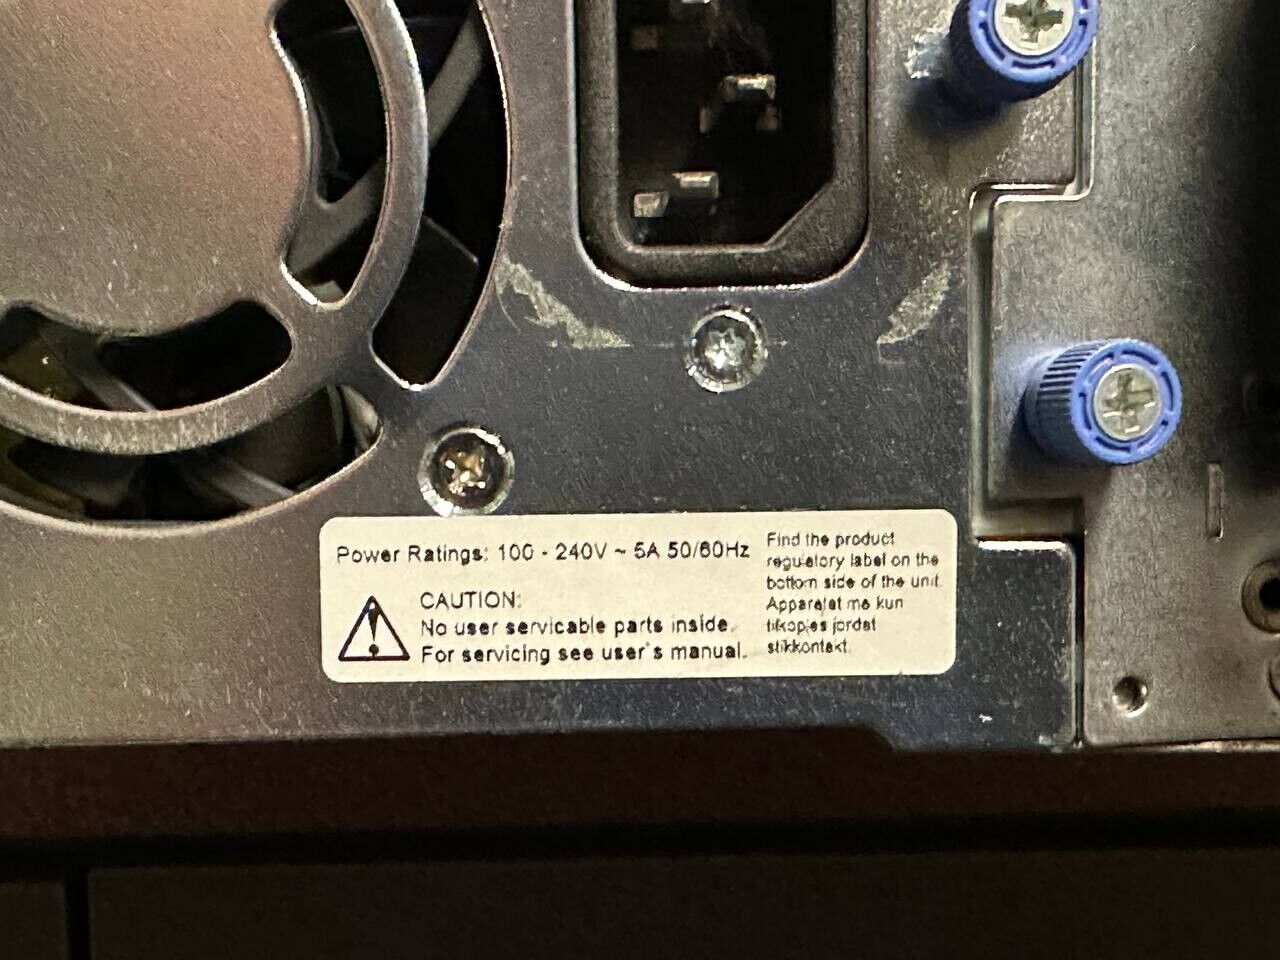 Power Ratings: 100 - 240V ~ 5A 50/60Hz
CAUTION:
No user servicable parts inside.
For servicing see user's manual.
Find the product
regulatory label on the
bottom side of the unit.
Apparatet må kun
tilkoples jordet
stikkontakt.